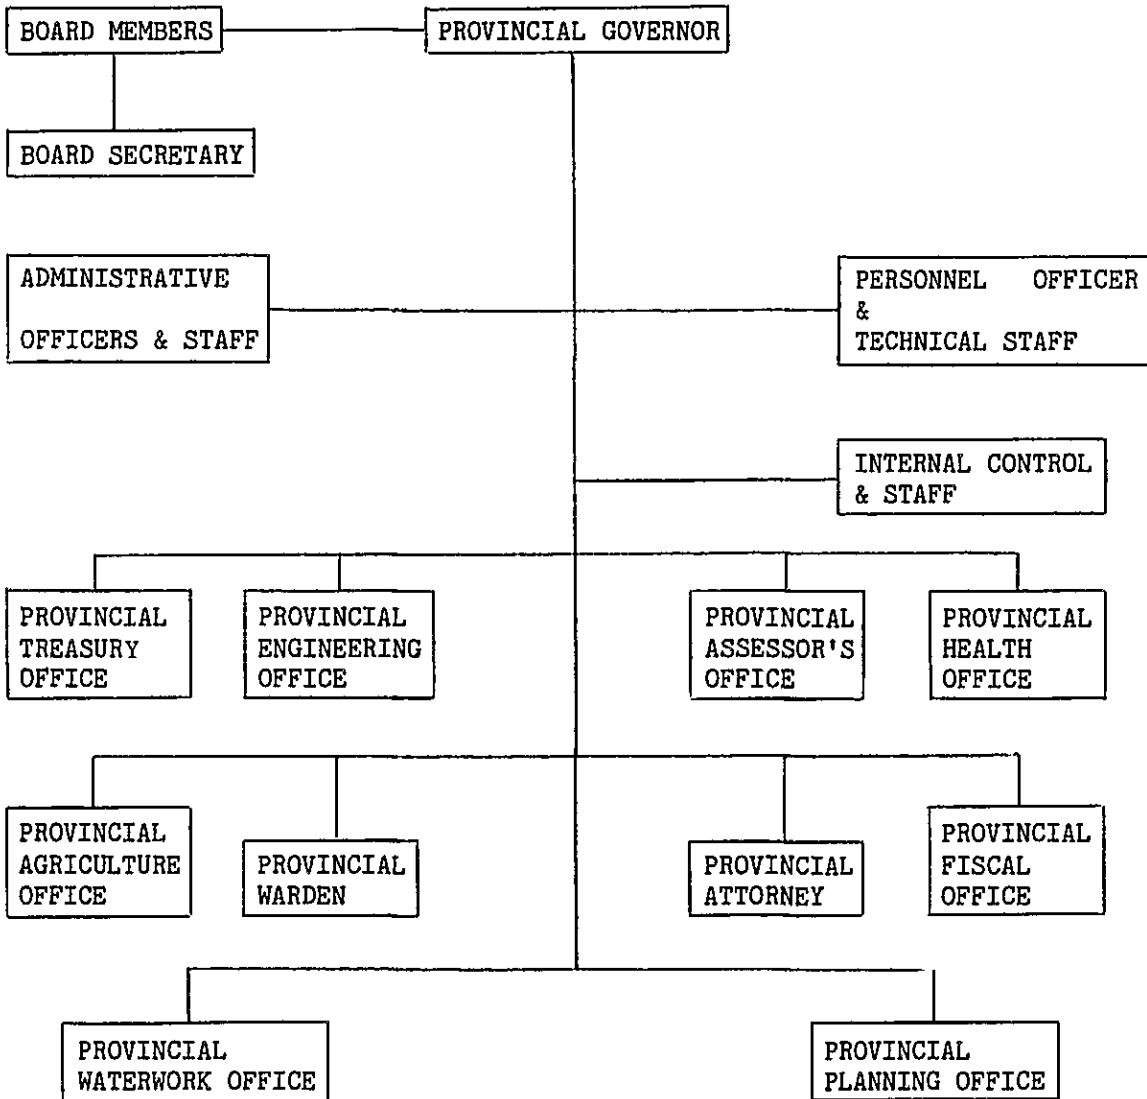 BOARD MEMBERS
PROVINCIAL GOVERNOR
BOARD SECRETARY
ADMINISTRATIVE
OFFICERS & STAFF
PERSONNEL OFFICER
&
TECHNICAL STAFF
INTERNAL CONTROL
& STAFF
PROVINCIAL
TREASURY
OFFICE
PROVINCIAL
ENGINEERING
OFFICE
PROVINCIAL
ASSESSOR'S
OFFICE
PROVINCIAL
HEALTH
OFFICE
PROVINCIAL
AGRICULTURE
OFFICE
PROVINCIAL
WARDEN
PROVINCIAL
ATTORNEY
PROVINCIAL
FISCAL
OFFICE
PROVINCIAL
WATERWORK OFFICE
PROVINCIAL
PLANNING OFFICE